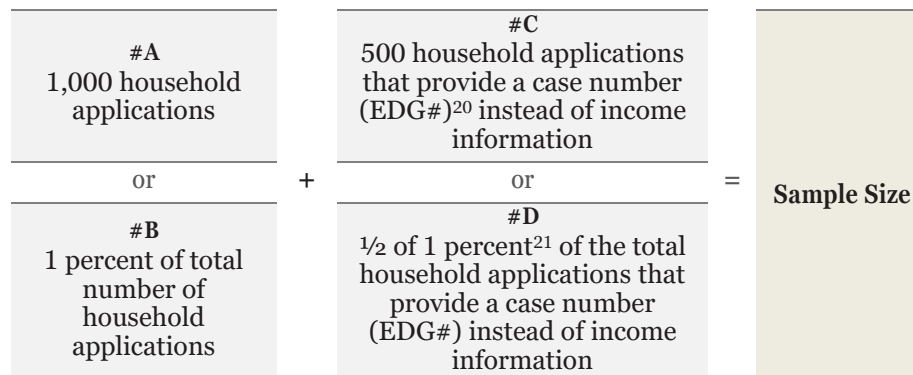 #A
1,000 household
applications
or
#B
1 percent of total
number of
household
applications
+
#C
500 household applications
that provide a case number
(EDG#)20 instead of income
information
or
#D
½ of 1 percent21 of the total
household applications that
provide a case number
(EDG#) instead of income
information
=
Sample Size